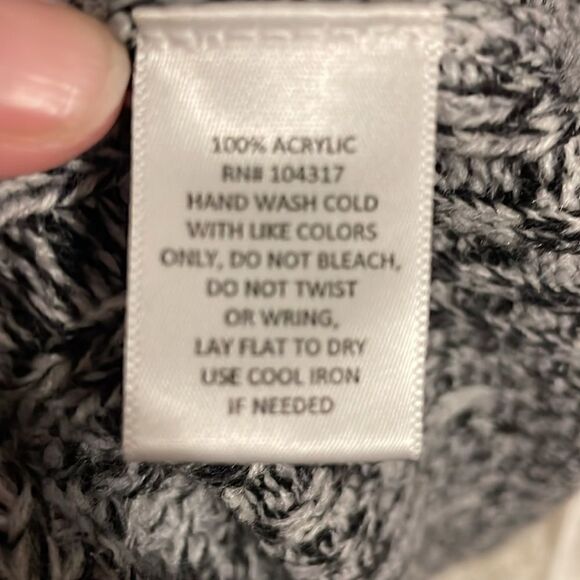 100% ACRYLIC
RN# 104317
HAND WASH COLD
WITH LIKE COLORS
ONLY, DO NOT BLEACH,
DO NOT TWIST
OR WRING,
LAY FLAT TO DRY
USE COOL IRON
IF NEEDED